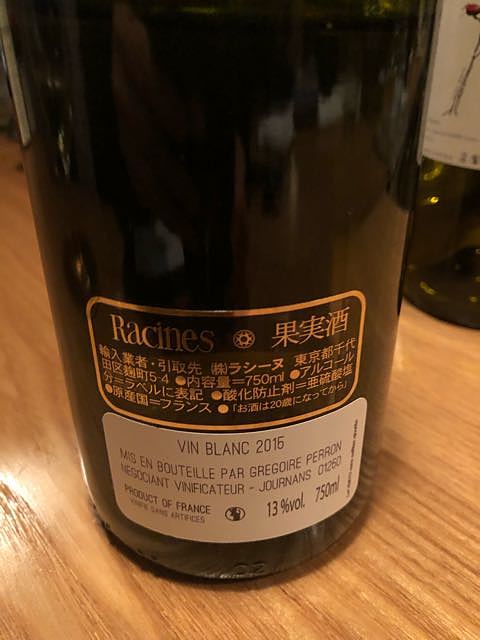 Racines 果実酒
輸入業者・引取先 ㈱ラシーヌ 東京都千代
田区麹町5-4 ●内容量=750ml ●アルコール
分=ラベルに表記 ●酸化防止剤=亜硫酸塩
●原産国=フランス ●「お酒は20歳になってから」
VIN BLANC 2015
MIS EN BOUTEILLE PAR GREGOIRE PERRON
NEGOCIANT VINIFICATEUR - JOURNANS 01260
PRODUCT OF FRANCE 13 %vol. 750ml
VINIFIE SANS ARTIFICES